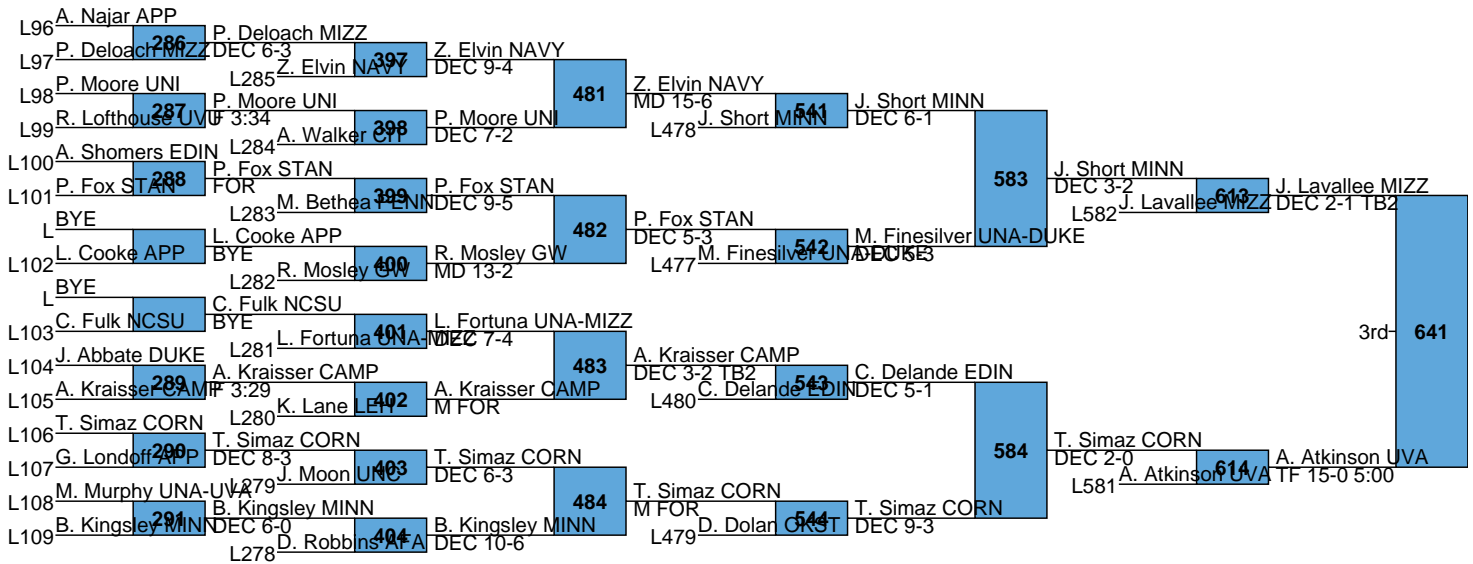 L96 A. Najar APP
286 P. Deloach MIZZ
L97 P. Deloach MIZZ DEC 6-3
397 Z. Elvin NAVY
L285 Z. Elvin NAVY DEC 9-4
L98 P. Moore UNI
287 P. Moore UNI
L99 R. Lofthouse UVU F 3:34
398 P. Moore UNI
L284 A. Walker CIT DEC 7-2
481 Z. Elvin NAVY
MD 15-6
541 J. Short MINN
L478 J. Short MINN DEC 6-1
L100 A. Shomers EDIN
288 P. Fox STAN
L101 P. Fox STAN FOR
399 P. Fox STAN
L283 M. Bethea PENN DEC 9-5
L BYE
L. Cooke APP
L102 L. Cooke APP BYE
400 R. Mosley GW
L282 R. Mosley GW MD 13-2
482 P. Fox STAN
DEC 5-3
542 M. Finesilver UNA-DUKE
L477 M. Finesilver UNA-DUKE DEC 5-3
583 J. Short MINN
DEC 3-2
613 J. Lavallee MIZZ
L582 J. Lavallee MIZZ DEC 2-1 TB2
L BYE
C. Fulk NCSU
L103 C. Fulk NCSU BYE
401 L. Fortuna UNA-MIZZ
L281 L. Fortuna UNA-MIZZ DEC 7-4
L104 J. Abbate DUKE
289 A. Kraisser CAMP
L105 A. Kraisser CAMP F 3:29
402 A. Kraisser CAMP
L280 K. Lane LEH M FOR
483 A. Kraisser CAMP
DEC 3-2 TB2
543 C. Delande EDIN
L480 C. Delande EDIN DEC 5-1
3rd 641
L106 T. Simaz CORN
290 T. Simaz CORN
L107 G. Londoff APP DEC 8-3
403 T. Simaz CORN
L279 J. Moon UNC DEC 6-3
L108 M. Murphy UNA-UVA
291 B. Kingsley MINN
L109 B. Kingsley MINN DEC 6-0
404 B. Kingsley MINN
L278 D. Robbins AFA DEC 10-6
484 T. Simaz CORN
M FOR
544 T. Simaz CORN
L479 D. Dolan OKST DEC 9-3
584 T. Simaz CORN
DEC 2-0
614 A. Atkinson UVA
L581 A. Atkinson UVA TF 15-0 5:00